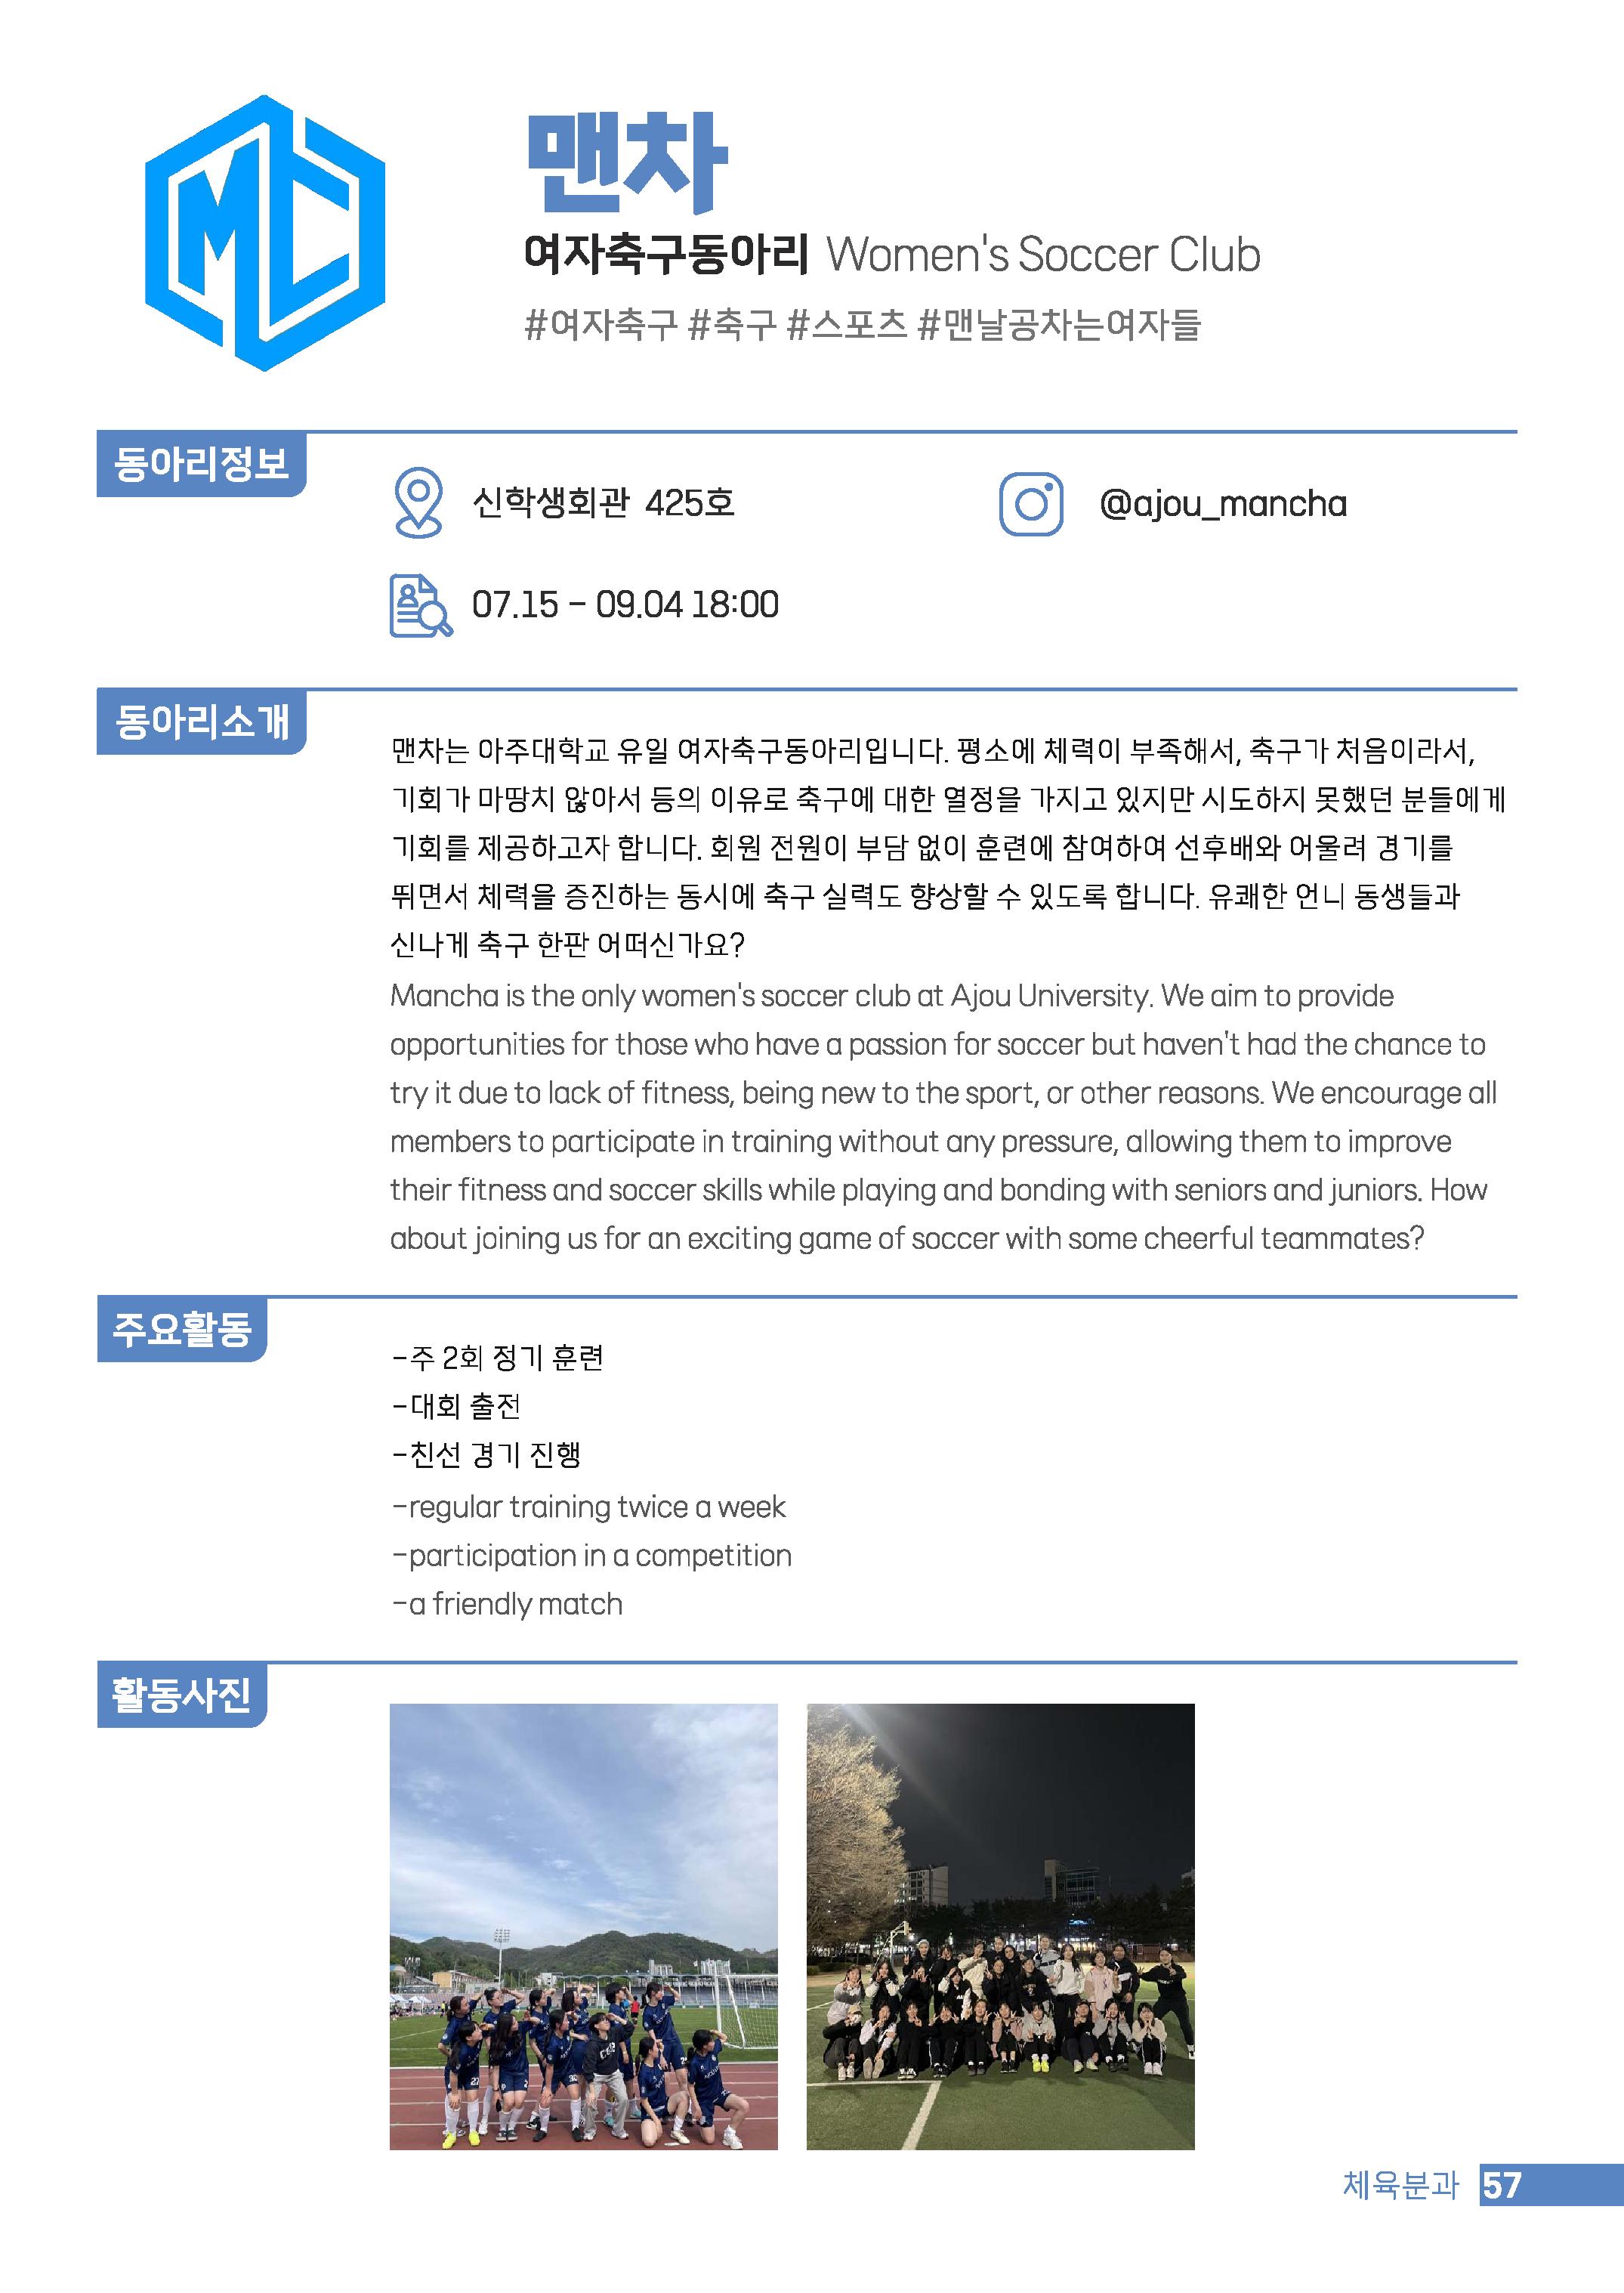 MC
맨차
여자축구동아리 Women's Soccer Club
#여자축구 #축구 #스포츠 #맨날공차는여자들
동아리정보
신학생회관 425호
@ajou_mancha
07.15 - 09.04 18:00
동아리소개
맨차는 아주대학교 유일 여자축구동아리입니다. 평소에 체력이 부족해서, 축구가 처음이라서,
기회가 마땅치 않아서 등의 이유로 축구에 대한 열정을 가지고 있지만 시도하지 못했던 분들에게
기회를 제공하고자 합니다. 회원 전원이 부담 없이 훈련에 참여하여 선후배와 어울려 경기를
뛰면서 체력을 증진하는 동시에 축구 실력도 향상할 수 있도록 합니다. 유쾌한 언니 동생들과
신나게 축구 한판 어떠신가요?
Mancha is the only women's soccer club at Ajou University. We aim to provide
opportunities for those who have a passion for soccer but haven't had the chance to
try it due to lack of fitness, being new to the sport, or other reasons. We encourage all
members to participate in training without any pressure, allowing them to improve
their fitness and soccer skills while playing and bonding with seniors and juniors. How
about joining us for an exciting game of soccer with some cheerful teammates?
주요활동
-주 2회 정기 훈련
-대회 출전
-친선 경기 진행
-regular training twice a week
-participation in a competition
-a friendly match
활동사진
체육분과 57